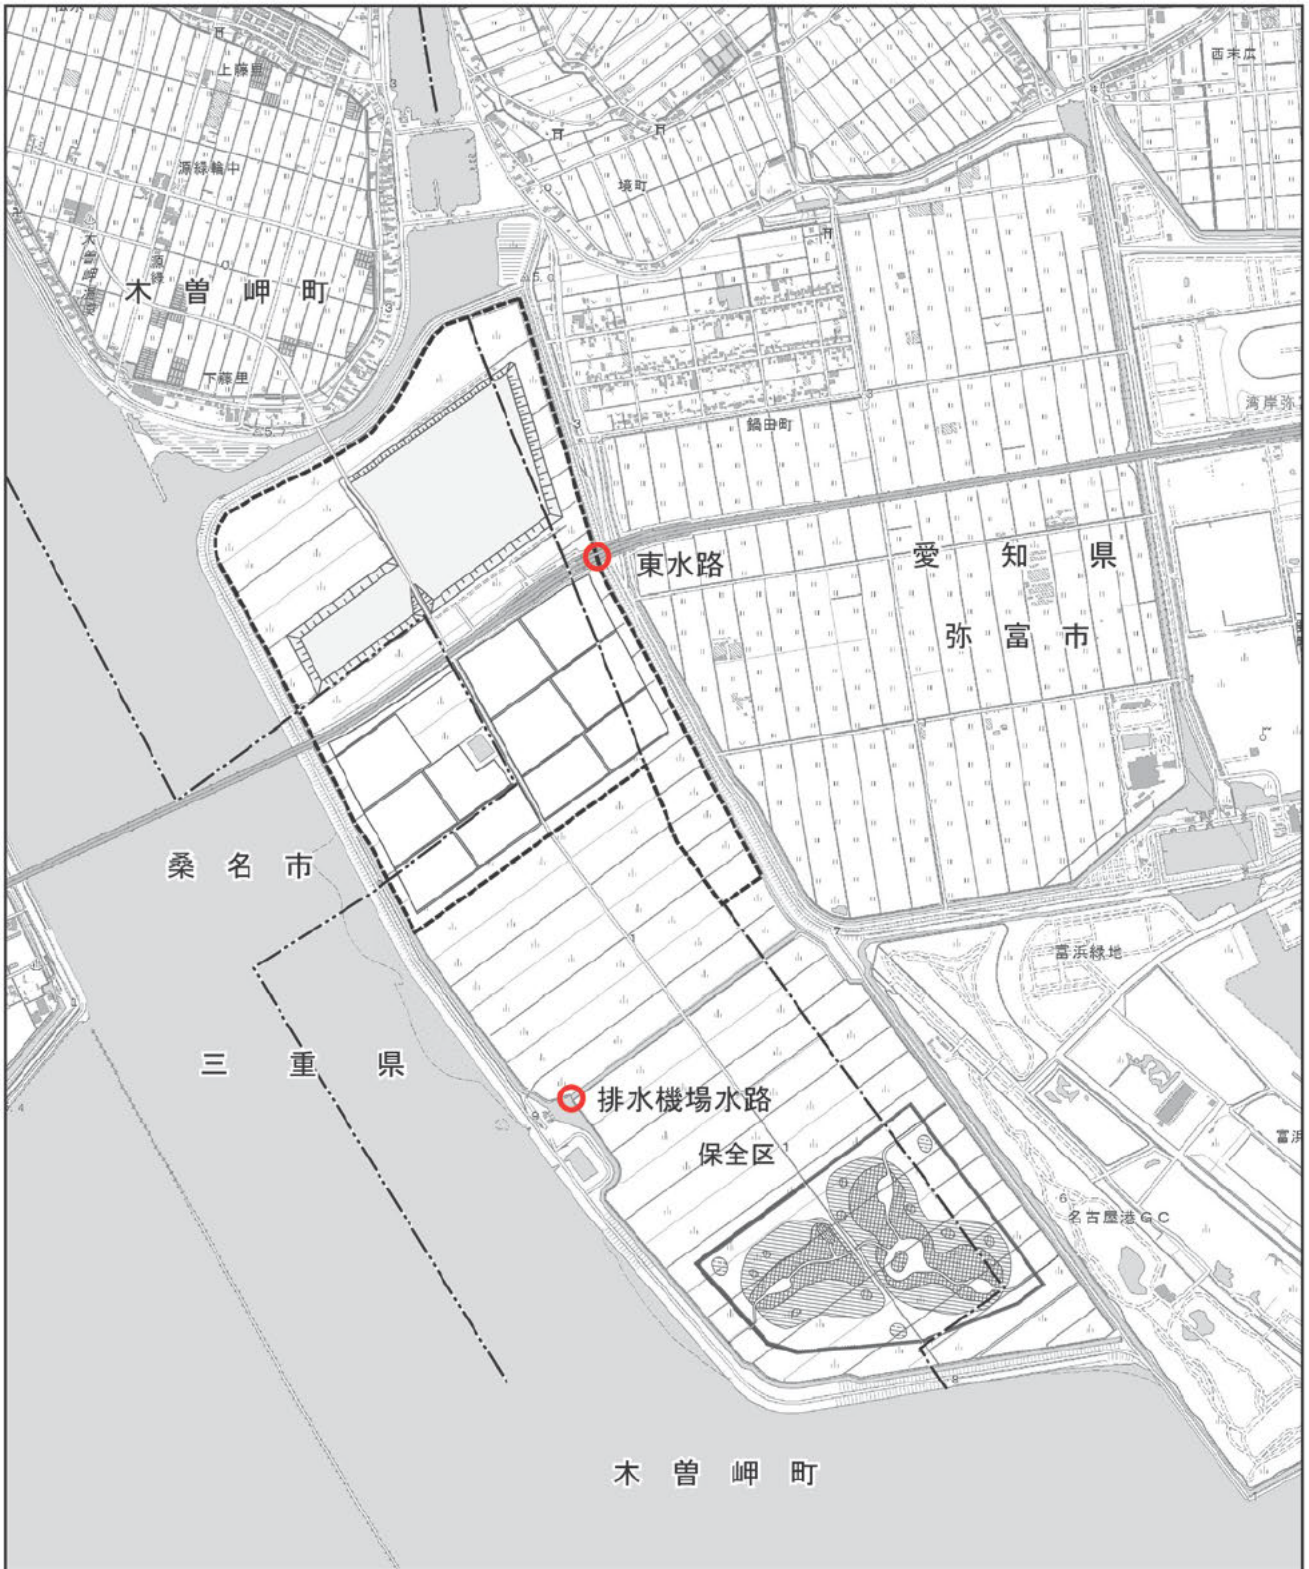 西末広
上藤里
源緑輪中
境町
源緑
木曽岬町
下藤里
湾岸弥
鍋田町
東水路
愛知県
弥富市
桑名市
富浜緑地
三重県
排水機場水路
保全区
富浜
名古屋港GC
木曽岬町